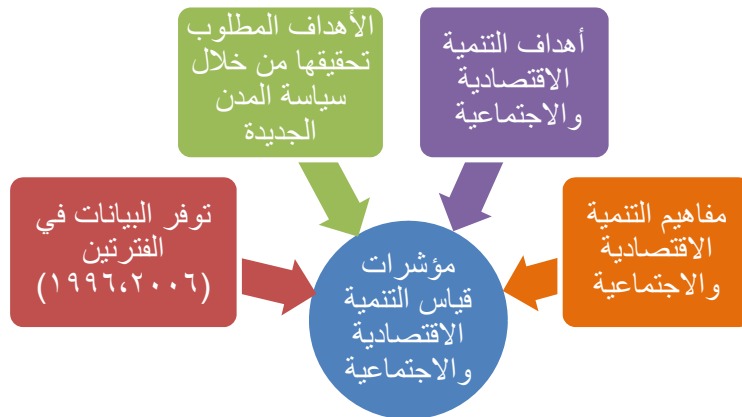 أهداف التنمية
الاقتصادية
والاجتماعية
الأهداف المطلوب
تحقيقها من خلال
سياسة المدن
الجديدة
مفاهيم التنمية
الاقتصادية
والاجتماعية
توفر البيانات في
الفترتين
(١٩٩٦،٢٠٠٦)
مؤشرات
قياس التنمية
الاقتصادية
والاجتماعية